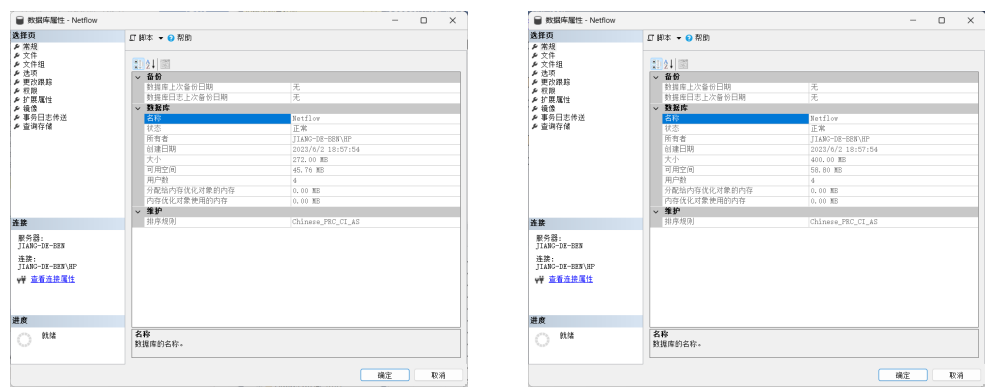 数据库属性 - Netflow
选择页
常规
文件
文件组
选项
更改跟踪
权限
扩展属性
镜像
事务日志传送
查询存储
脚本
帮助
备份
数据库上次备份日期 无
数据库日志上次备份日期 无
数据库
名称 Netflow
状态 正常
所有者 JIANG-DE-BEN\HP
创建日期 2023/6/2 18:57:54
大小 272.00 MB
可用空间 45.76 MB
用户数 4
分配给内存优化对象的内存 0.00 MB
内存优化对象使用的内存 0.00 MB
维护
排序规则 Chinese_PRC_CI_AS
连接
服务器:
JIANG-DE-BEN
连接:
JIANG-DE-BEN\HP
查看连接属性
进度
就绪
名称
数据库的名称。
确定 取消
数据库属性 - Netflow
选择页
常规
文件
文件组
选项
更改跟踪
权限
扩展属性
镜像
事务日志传送
查询存储
脚本
帮助
备份
数据库上次备份日期 无
数据库日志上次备份日期 无
数据库
名称 Netflow
状态 正常
所有者 JIANG-DE-BEN\HP
创建日期 2023/6/2 18:57:54
大小 400.00 MB
可用空间 58.80 MB
用户数 4
分配给内存优化对象的内存 0.00 MB
内存优化对象使用的内存 0.00 MB
维护
排序规则 Chinese_PRC_CI_AS
连接
服务器:
JIANG-DE-BEN
连接:
JIANG-DE-BEN\HP
查看连接属性
进度
就绪
名称
数据库的名称。
确定 取消